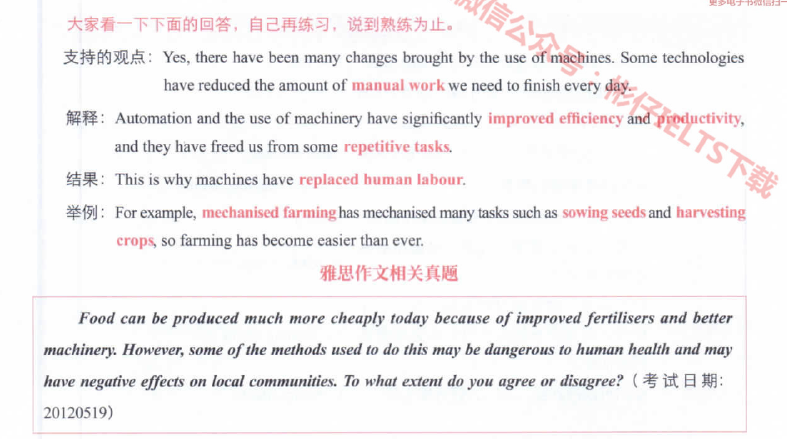 更多电子书微信扫一
大家看一下下面的回答，自己再练习，说到熟练为止。
支持的观点：Yes, there have been many changes brought by the use of machines. Some technologies
have reduced the amount of manual work we need to finish every day.
解释：Automation and the use of machinery have significantly improved efficiency and productivity,
and they have freed us from some repetitive tasks.
结果：This is why machines have replaced human labour.
举例：For example, mechanised farming has mechanised many tasks such as sowing seeds and harvesting
crops, so farming has become easier than ever.
雅思作文相关真题
Food can be produced much more cheaply today because of improved fertilisers and better
machinery. However, some of the methods used to do this may be dangerous to human health and may
have negative effects on local communities. To what extent do you agree or disagree?（考试日期：
20120519）
微信公众号：彬仔IELTS下载